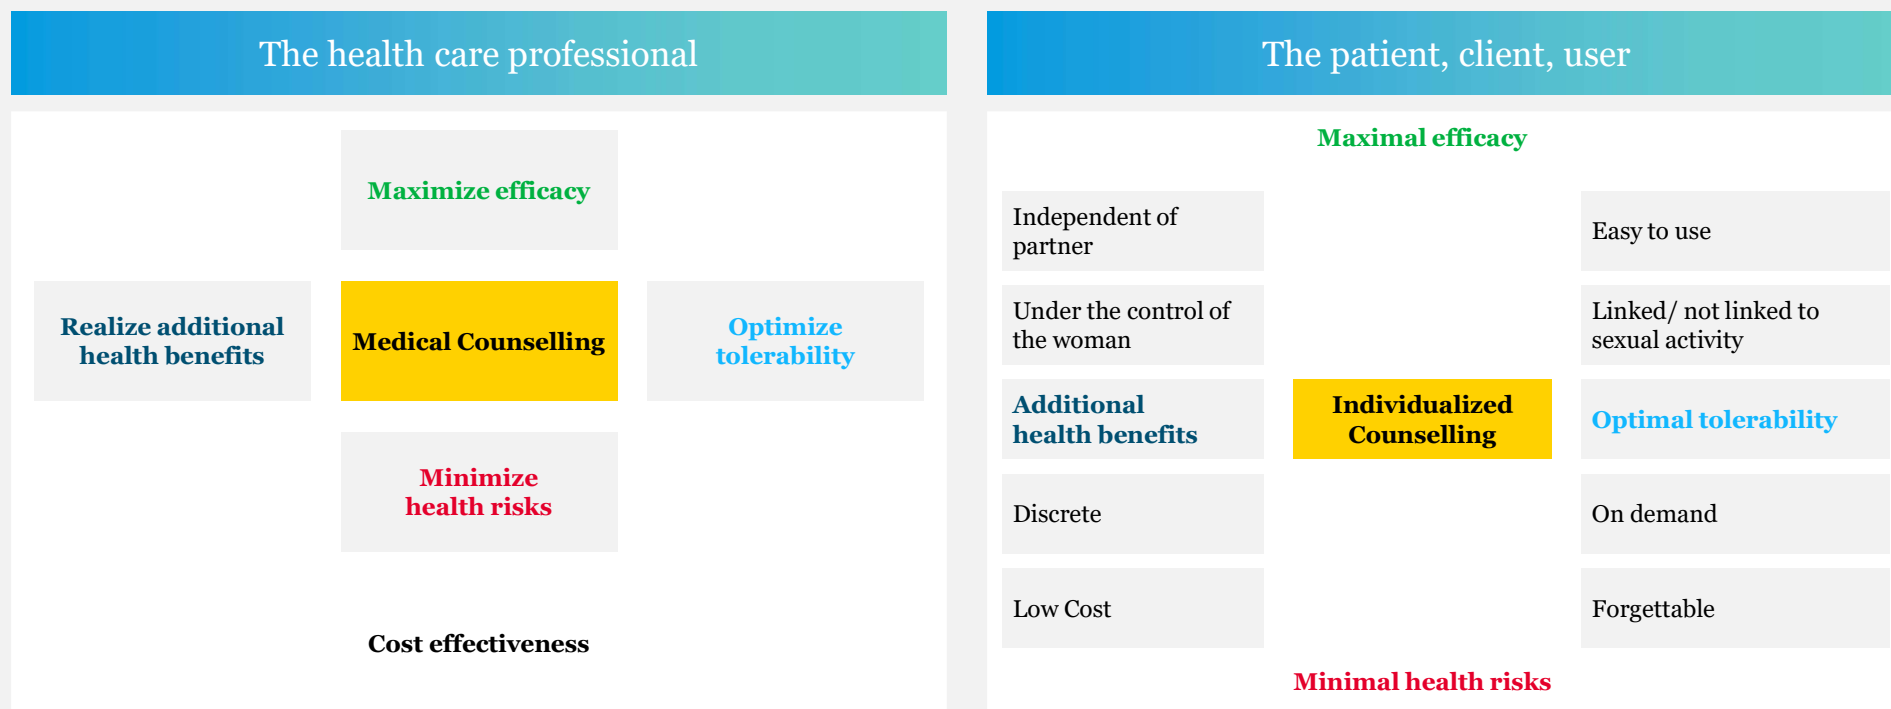 The health care professional
Maximize efficacy
Realize additional
health benefits
Medical Counselling
Optimize
tolerability
Minimize
health risks
Cost effectiveness
The patient, client, user
Maximal efficacy
Independent of
partner
Easy to use
Under the control of
the woman
Linked/ not linked to
sexual activity
Additional
health benefits
Individualized
Counselling
Optimal tolerability
Discrete
On demand
Low Cost
Forgettable
Minimal health risks